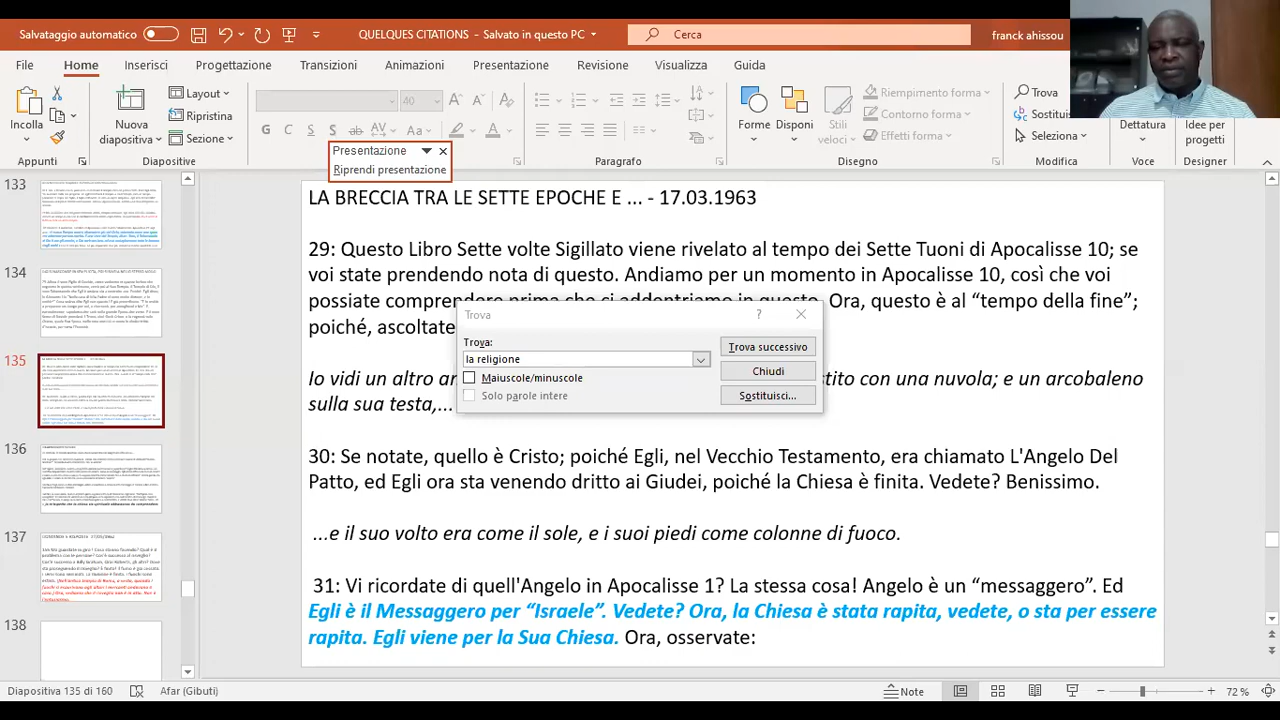 Salvataggio automatico
QUELQUES CITATIONS - Salvato in questo PC
Cerca
franck ahissou
File Home Inserisci Progettazione Transizioni Animazioni Presentazione Revisione Visualizza Guida
Incolla
Nuova
diapositiva
Layout
Ripristina
Sezione
40
G C S S ab AV Aa A
Forme
Disponi
Stili
veloci
Riempimento forma
Contorno forma
Effetti forma
Trova
Sostituis
Seleziona
Dettatura
Idee per
progetti
Appunti
Diapositive
Paragrafo
Disegno
Modifica
Voce
Designer
Presentazione
Riprendi presentazione
133
134
135
136
137
138
LA BRECCIA TRA LE SETTE EPOCHE E ... - 17.03.1963
29: Questo Libro Sette volte sigillato viene rivelato al tempo dei Sette Tuoni di Apocalisse 10; se
voi state prendendo nota di questo. Andiamo per un momento in Apocalisse 10, così che voi
possiate comprendere Ora, questo è al “tempo della fine”;
poiché, ascoltate
Trova
Trova:
la religion
Maiuscole/minuscole
Solo parole intere
Trova successivo
Chiudi
Sostituisci...
Io vidi un altro an tito con una nuvola; e un arcobaleno
sulla sua testa,...
30: Se notate, quello è Cristo, poiché Egli, nel Vecchio Testamento, era chiamato L'Angelo Del
Patto, ed Egli ora sta venendo dritto ai Giudei, poiché la Chiesa è finita. Vedete? Benissimo.
...e il suo volto era come il sole, e i suoi piedi come colonne di fuoco.
31: Vi ricordate di quell'Angelo in Apocalisse 1? La stessa cosa! Angelo è un “messaggero”. Ed
Egli è il Messaggero per “Israele”. Vedete? Ora, la Chiesa è stata rapita, vedete, o sta per essere
rapita. Egli viene per la Sua Chiesa. Ora, osservate:
Diapositiva 135 di 160
Afar (Gibuti)
Note
72 %